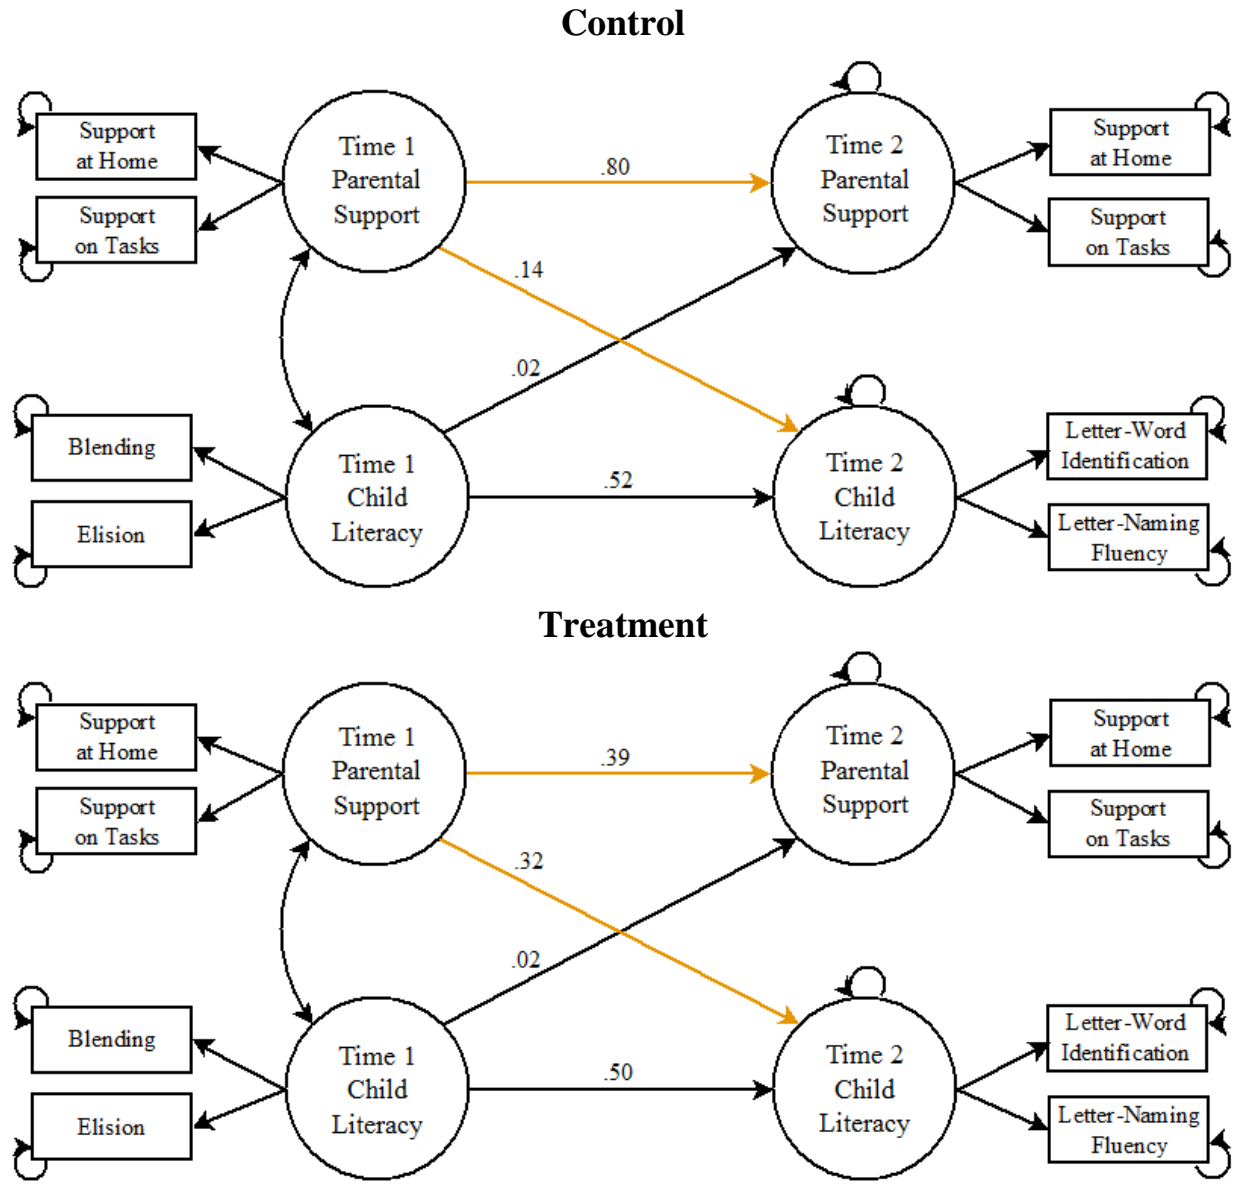 Control
Support
at Home
Support
on Tasks
Time 1
Parental
Support
.80
Time 2
Parental
Support
Support
at Home
Support
on Tasks
.14
.02
Blending
Elision
Time 1
Child
Literacy
.52
Time 2
Child
Literacy
Letter-Word
Identification
Letter-Naming
Fluency
Treatment
Support
at Home
Support
on Tasks
Time 1
Parental
Support
.39
Time 2
Parental
Support
Support
at Home
Support
on Tasks
.32
.02
Blending
Elision
Time 1
Child
Literacy
.50
Time 2
Child
Literacy
Letter-Word
Identification
Letter-Naming
Fluency